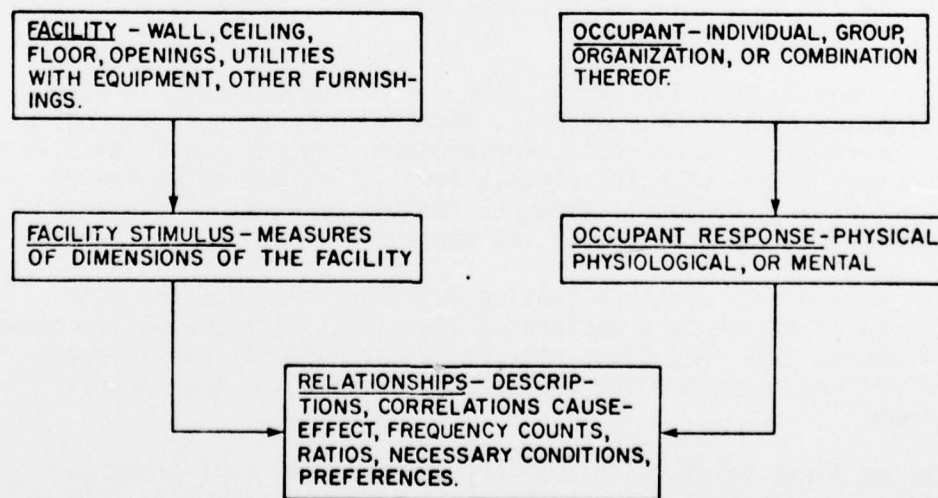 FACILITY – WALL, CEILING,
FLOOR, OPENINGS, UTILITIES
WITH EQUIPMENT, OTHER FURNISH-
INGS.
OCCUPANT – INDIVIDUAL, GROUP,
ORGANIZATION, OR COMBINATION
THEREOF.
FACILITY STIMULUS – MEASURES
OF DIMENSIONS OF THE FACILITY
OCCUPANT RESPONSE – PHYSICAL
PHYSIOLOGICAL, OR MENTAL
RELATIONSHIPS – DESCRIP-
TIONS, CORRELATIONS CAUSE-
EFFECT, FREQUENCY COUNTS,
RATIOS, NECESSARY CONDITIONS,
PREFERENCES.